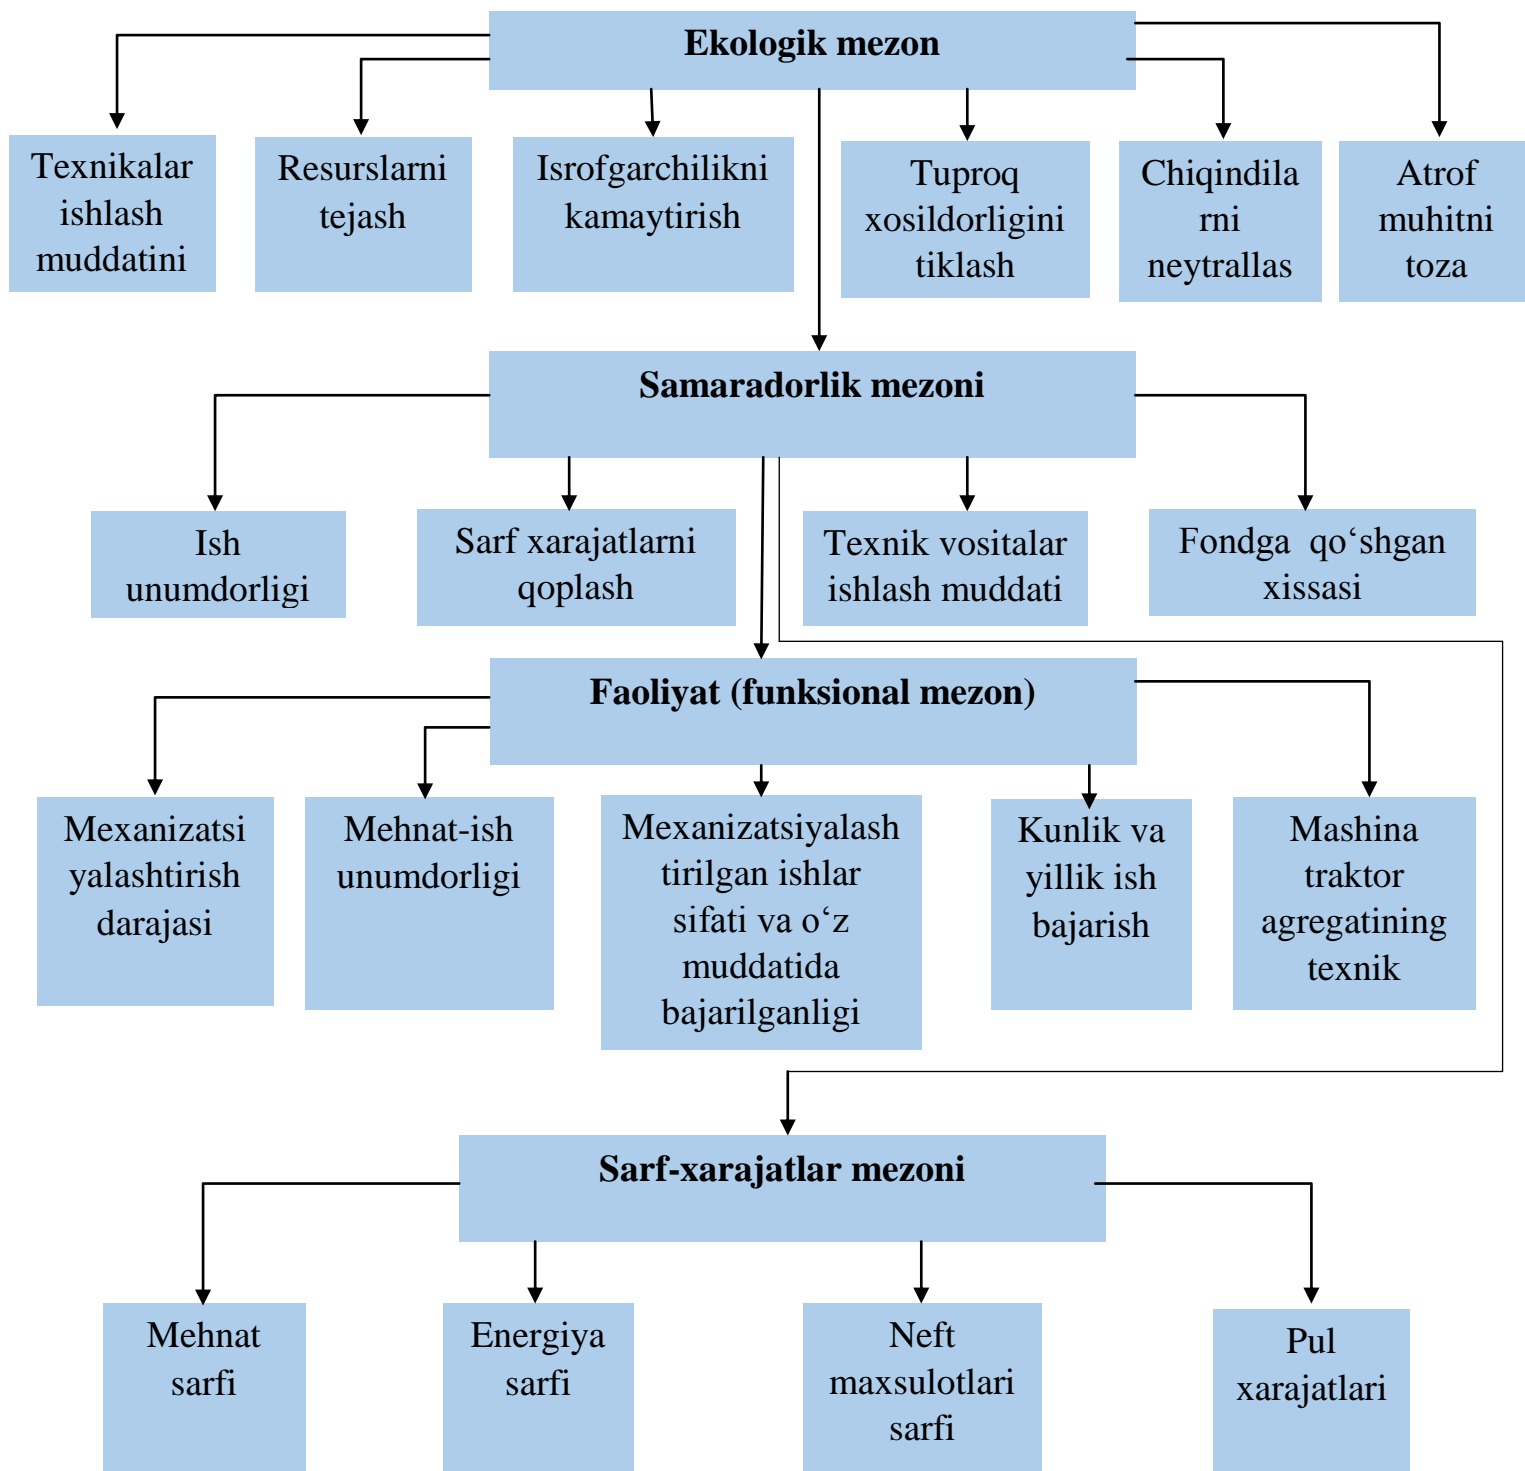 Ekologik mezon
Texnikalar
ishlash
muddatini
Resurslarni
tejash
Isrofgarchilikni
kamaytirish
Tuproq
xosildorligini
tiklash
Chiqindila
rni
neytrallas
Atrof
muhitni
toza
Samaradorlik mezoni
Ish
unumdorligi
Sarf xarajatlarni
qoplash
Texnik vositalar
ishlash muddati
Fondga qo‘shgan
xissasi
Faoliyat (funksional mezon)
Mexanizatsi
yalashtirish
darajasi
Mehnat-ish
unumdorligi
Mexanizatsiyalash
tirilgan ishlar
sifati va o‘z
muddatida
bajarilganligi
Kunlik va
yillik ish
bajarish
Mashina
traktor
agregatining
texnik
Sarf-xarajatlar mezoni
Mehnat
sarfi
Energiya
sarfi
Neft
maxsulotlari
sarfi
Pul
xarajatlari